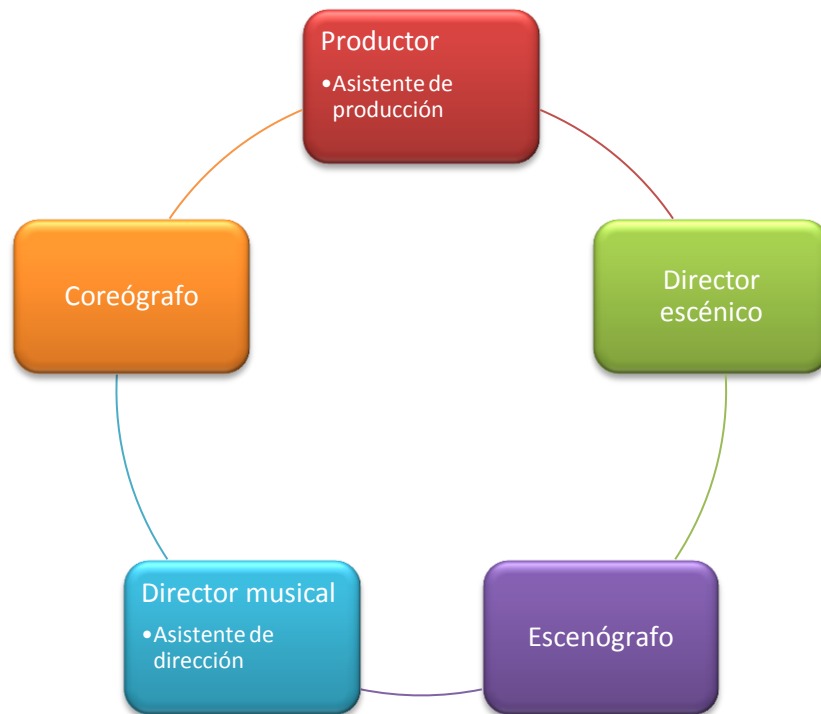 Productor
•Asistente de
producción
Director
escénico
Escenógrafo
Director musical
•Asistente de
dirección
Coreógrafo